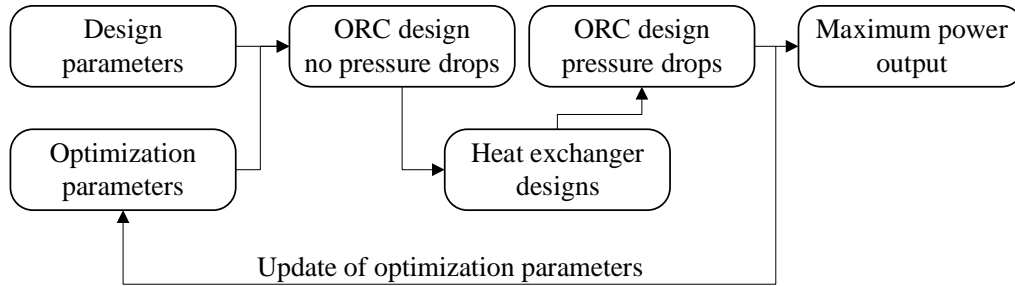 Design
parameters
ORC design
no pressure drops
ORC design
pressure drops
Maximum power
output
Optimization
parameters
Heat exchanger
designs
Update of optimization parameters